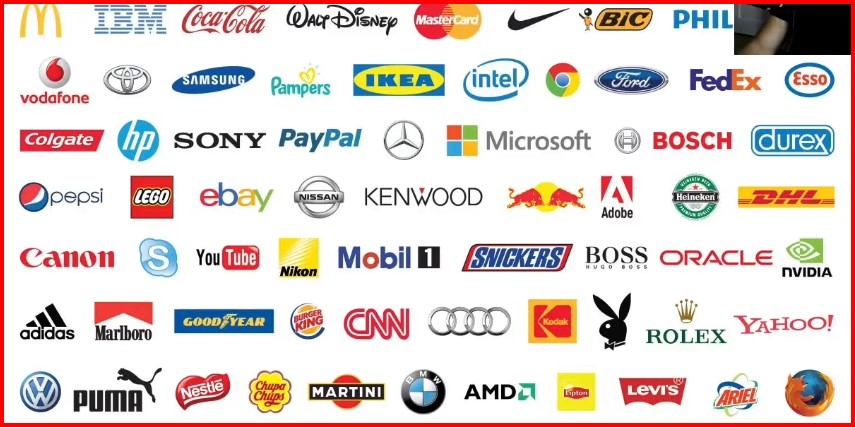 IBM Coca-Cola WALT DISNEY MasterCard BIC PHIL
vodafone SAMSUNG Pampers IKEA intel Ford FedEx Esso
Colgate hp SONY PayPal Microsoft BOSCH durex
pepsi LEGO ebay NISSAN KENWOOD Adobe Heineken DHL
Canon S YouTube Nikon Mobil 1 SNICKERS BOSS HUGO BOSS ORACLE NVIDIA
adidas Marlboro GOODYEAR BURGER KING CNN Kodak ROLEX YAHOO!
VW PUMA Nestlé Chupa Chups MARTINI BMW AMD Lipton LEVI'S ARIEL